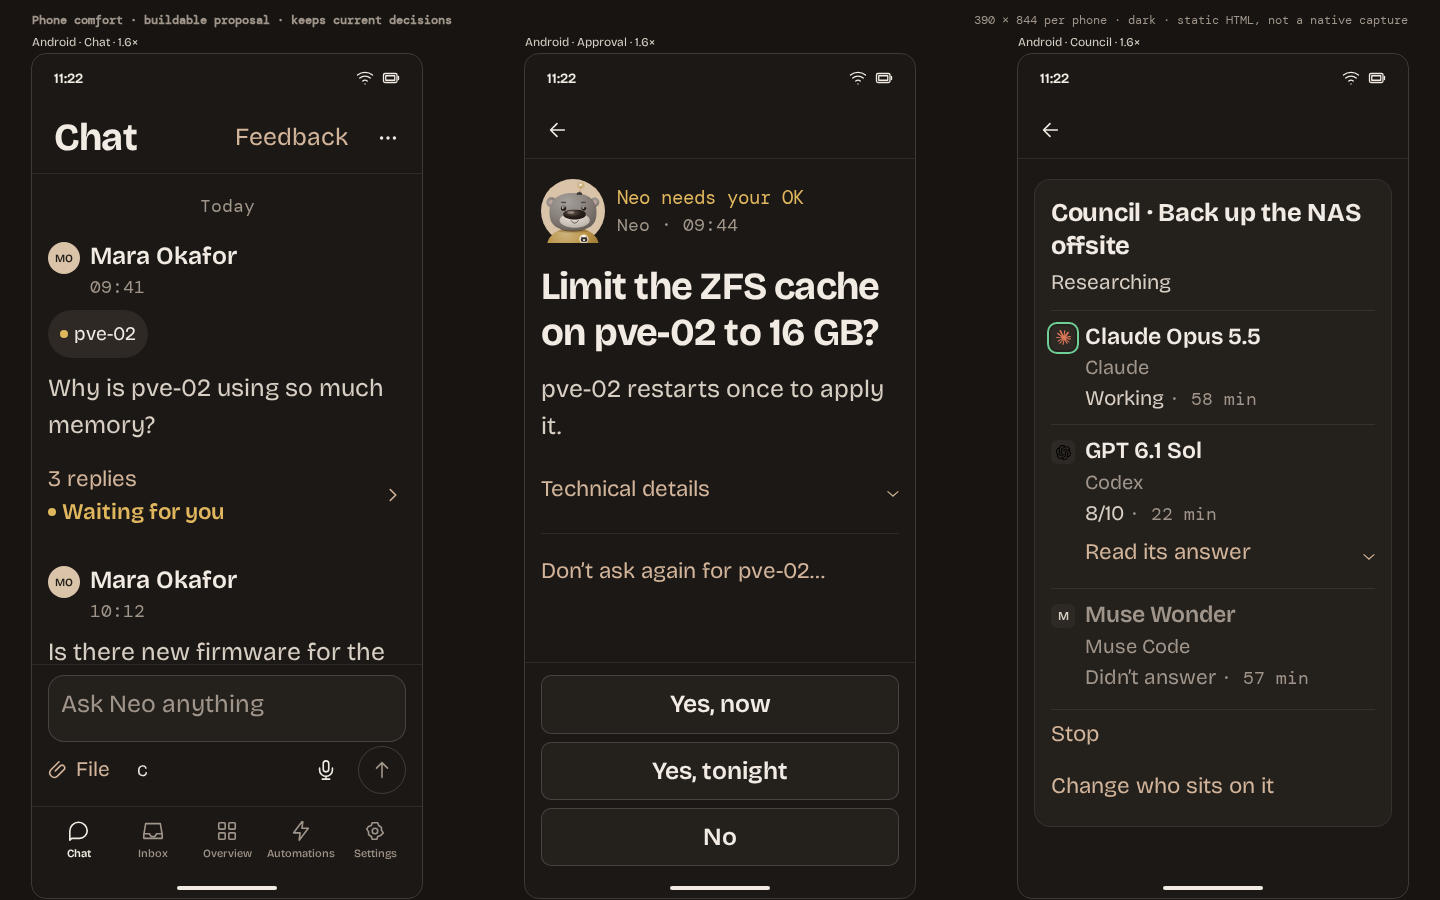 Phone comfort · buildable proposal · keeps current decisions
390 × 844 per phone · dark · static HTML, not a native capture
Android · Chat · 1.6×
11:22
Chat
Feedback
Today
MO
Mara Okafor
09:41
pve-02
Why is pve-02 using so much
memory?
3 replies
Waiting for you
MO
Mara Okafor
10:12
Is there new firmware for the
Ask Neo anything
File
C
Chat
Inbox
Overview
Automations
Settings
Android · Approval · 1.6×
11:22
Neo needs your OK
Neo · 09:44
Limit the ZFS cache
on pve-02 to 16 GB?
pve-02 restarts once to apply
it.
Technical details
Don’t ask again for pve-02...
Yes, now
Yes, tonight
No
Android · Council · 1.6×
11:22
Council · Back up the NAS
offsite
Researching
Claude Opus 5.5
Claude
Working · 58 min
GPT 6.1 Sol
Codex
8/10 · 22 min
Read its answer
M
Muse Wonder
Muse Code
Didn’t answer · 57 min
Stop
Change who sits on it